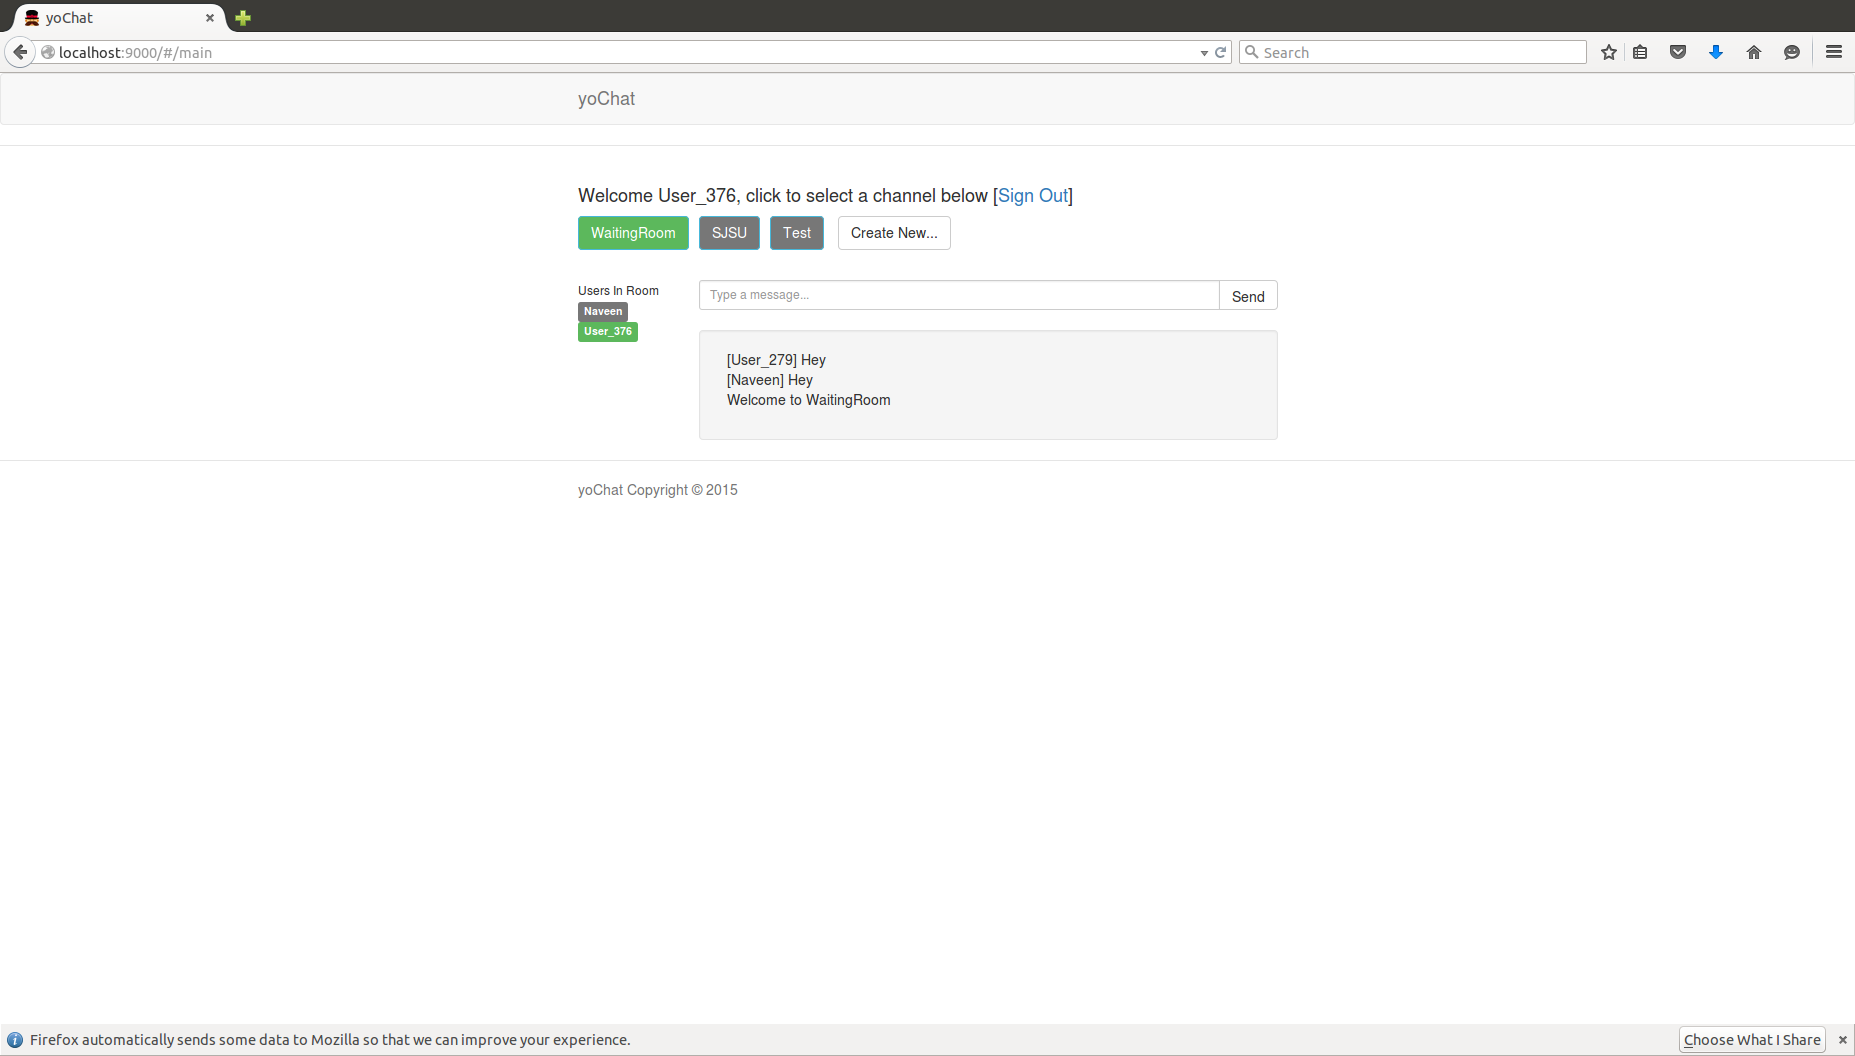 yoChat
localhost:9000/#/main
Search
yoChat
Welcome User_376, click to select a channel below [Sign Out]
WaitingRoom SJSU Test Create New...
Users In Room
Naveen
User_376
Type a message... Send
[User_279] Hey
[Naveen] Hey
Welcome to WaitingRoom
yoChat Copyright © 2015
Firefox automatically sends some data to Mozilla so that we can improve your experience. Choose What I Share